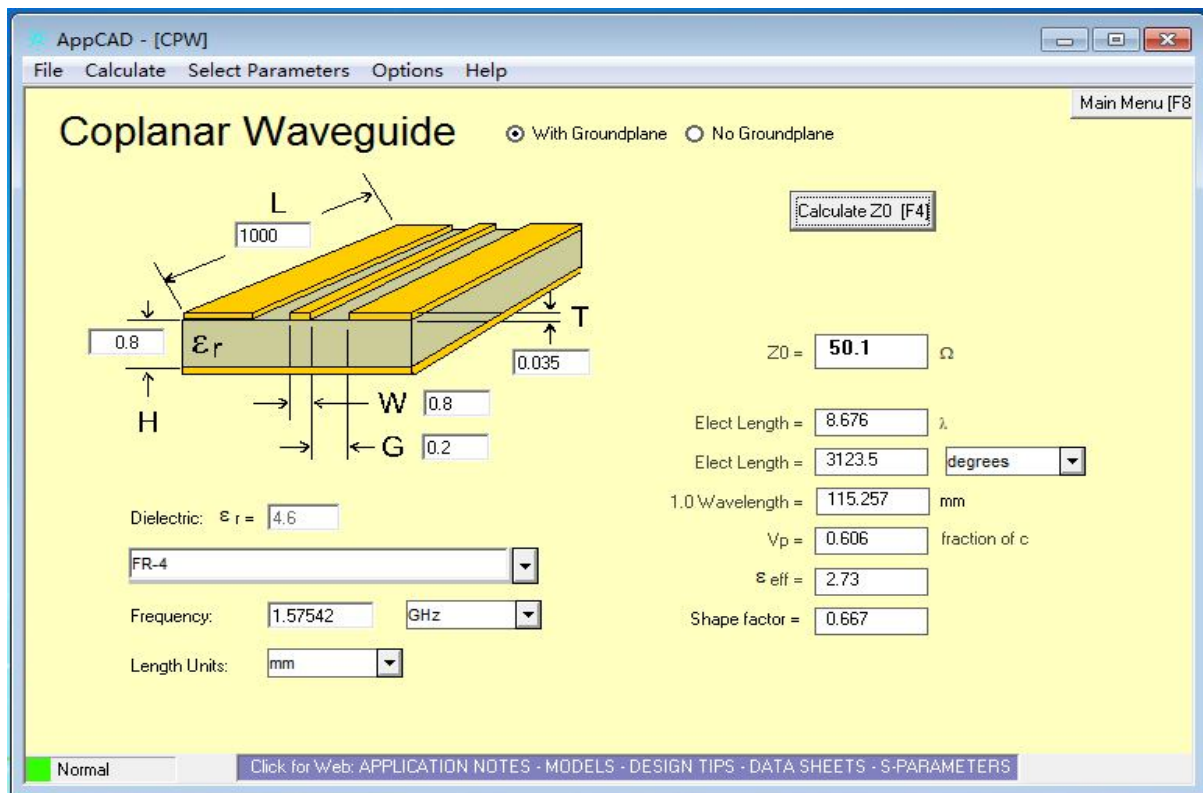 AppCAD - [CPW]
File Calculate Select Parameters Options Help
Main Menu [F8
Coplanar Waveguide
With Groundplane No Groundplane
Calculate Z0 [F4]
L
1000
0.8
H
εr
T
0.035
W 0.8
G 0.2
Z0 = 50.1 Ω
Elect Length = 8.676 λ
Elect Length = 3123.5 degrees
1.0 Wavelength = 115.257 mm
Vp = 0.606 fraction of c
ε eff = 2.73
Shape factor = 0.667
Dielectric: ε r = 4.6
FR-4
Frequency: 1.57542 GHz
Length Units: mm
Normal
Click for Web: APPLICATION NOTES - MODELS - DESIGN TIPS - DATA SHEETS - S-PARAMETERS